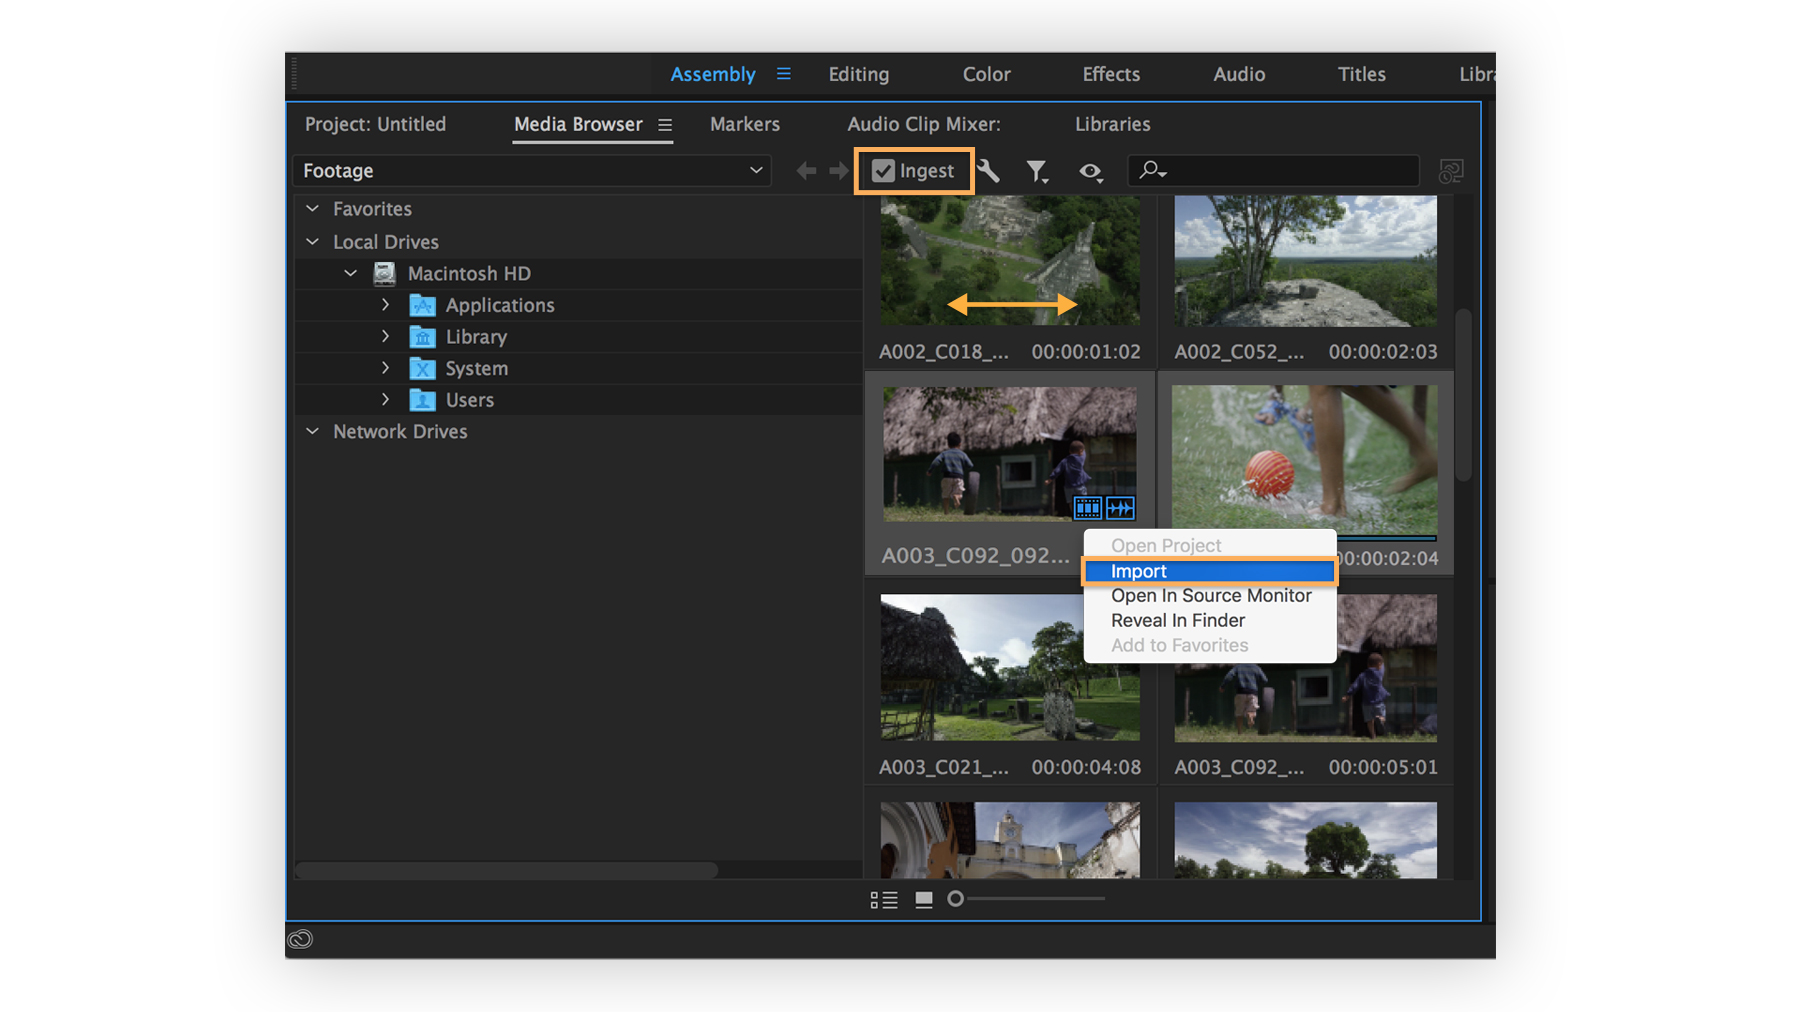 Assembly Editing Color Effects Audio Titles Libra
Project: Untitled Media Browser Markers Audio Clip Mixer: Libraries
Footage Ingest
Favorites
Local Drives
Macintosh HD
Applications
Library
System
Users
Network Drives
A002_C018_... 00:00:01:02 A002_C052_... 00:00:02:03
A003_C092_092... 00:00:02:04
Open Project
Import
Open In Source Monitor
Reveal In Finder
Add to Favorites
A003_C021_... 00:00:04:08 A003_C092_... 00:00:05:01